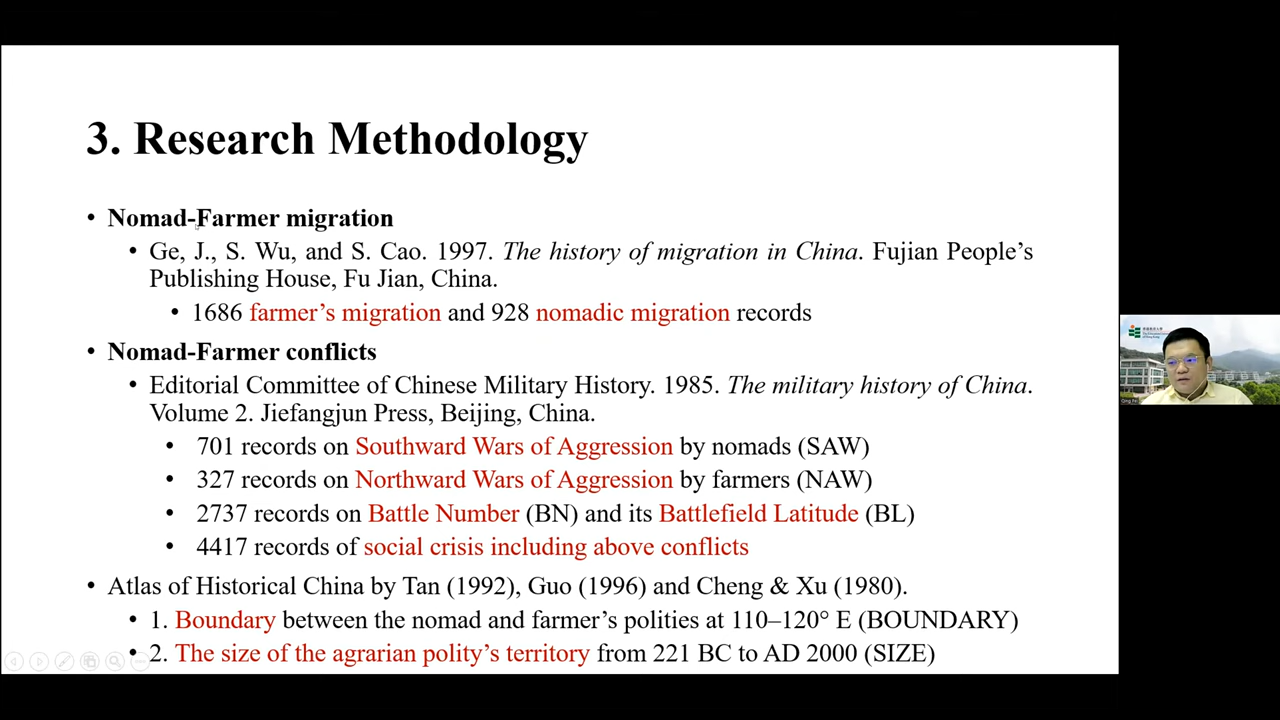 3. Research Methodology
• Nomad-Farmer migration
• Ge, J., S. Wu, and S. Cao. 1997. The history of migration in China. Fujian People’s
Publishing House, Fu Jian, China.
• 1686 farmer’s migration and 928 nomadic migration records
• Nomad-Farmer conflicts
• Editorial Committee of Chinese Military History. 1985. The military history of China.
Volume 2. Jiefangjun Press, Beijing, China.
• 701 records on Southward Wars of Aggression by nomads (SAW)
• 327 records on Northward Wars of Aggression by farmers (NAW)
• 2737 records on Battle Number (BN) and its Battlefield Latitude (BL)
• 4417 records of social crisis including above conflicts
• Atlas of Historical China by Tan (1992), Guo (1996) and Cheng & Xu (1980).
• 1. Boundary between the nomad and farmer’s polities at 110–120° E (BOUNDARY)
• 2. The size of the agrarian polity’s territory from 221 BC to AD 2000 (SIZE)